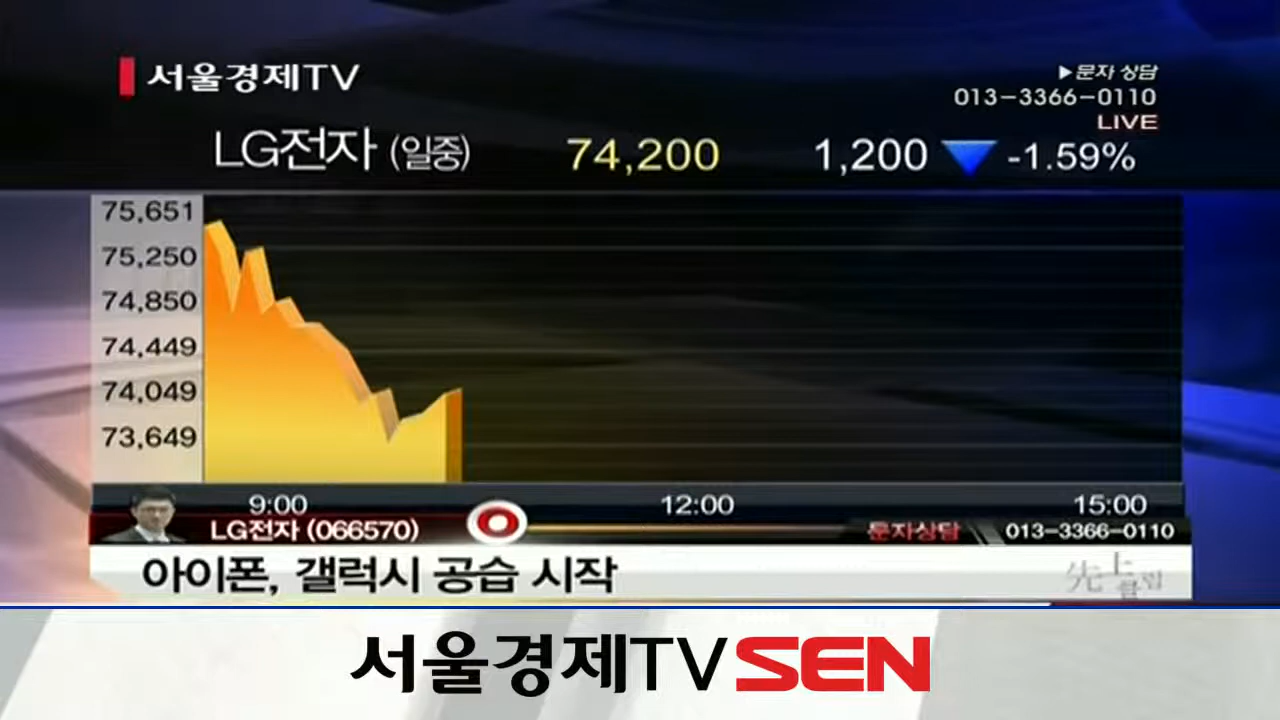 서울경제TV
▶문자 상담
013-3366-0110
LIVE
LG전자 (일중) 74,200 1,200 ▼ -1.59%
75,651
75,250
74,850
74,449
74,049
73,649
9:00 12:00 15:00
LG전자 (066570) 문자상담 013-3366-0110
아이폰, 갤럭시 공습 시작
서울경제TV SEN